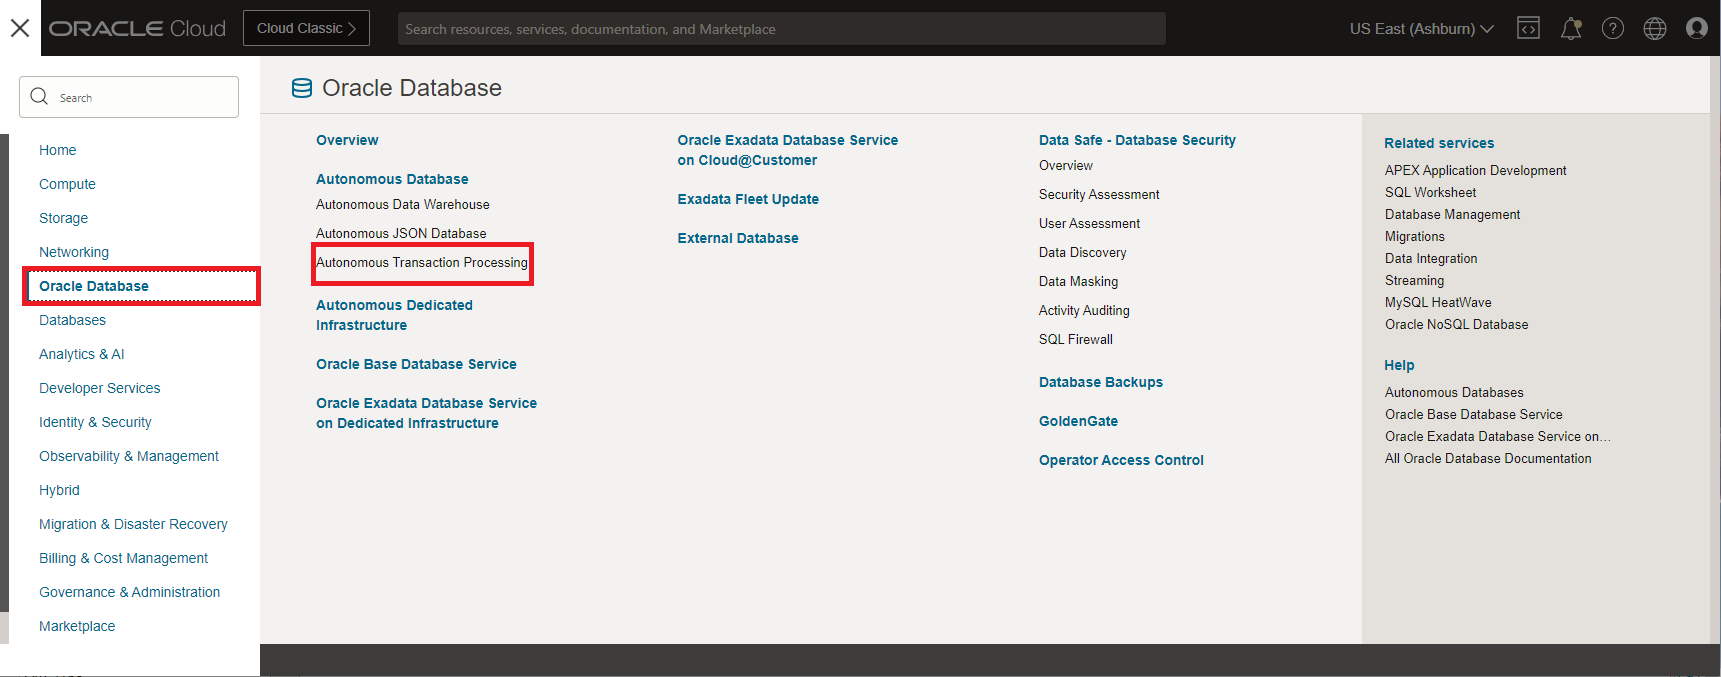 ORACLE Cloud
Cloud Classic
Search resources, services, documentation, and Marketplace
US East (Ashburn)
Search
Home
Compute
Storage
Networking
Oracle Database
Databases
Analytics & AI
Developer Services
Identity & Security
Observability & Management
Hybrid
Migration & Disaster Recovery
Billing & Cost Management
Governance & Administration
Marketplace
Oracle Database
Overview
Autonomous Database
Autonomous Data Warehouse
Autonomous JSON Database
Autonomous Transaction Processing
Autonomous Dedicated
Infrastructure
Oracle Base Database Service
Oracle Exadata Database Service
on Dedicated Infrastructure
Oracle Exadata Database Service
on Cloud@Customer
Exadata Fleet Update
External Database
Data Safe - Database Security
Overview
Security Assessment
User Assessment
Data Discovery
Data Masking
Activity Auditing
SQL Firewall
Database Backups
GoldenGate
Operator Access Control
Related services
APEX Application Development
SQL Worksheet
Database Management
Migrations
Data Integration
Streaming
MySQL HeatWave
Oracle NoSQL Database
Help
Autonomous Databases
Oracle Base Database Service
Oracle Exadata Database Service on...
All Oracle Database Documentation